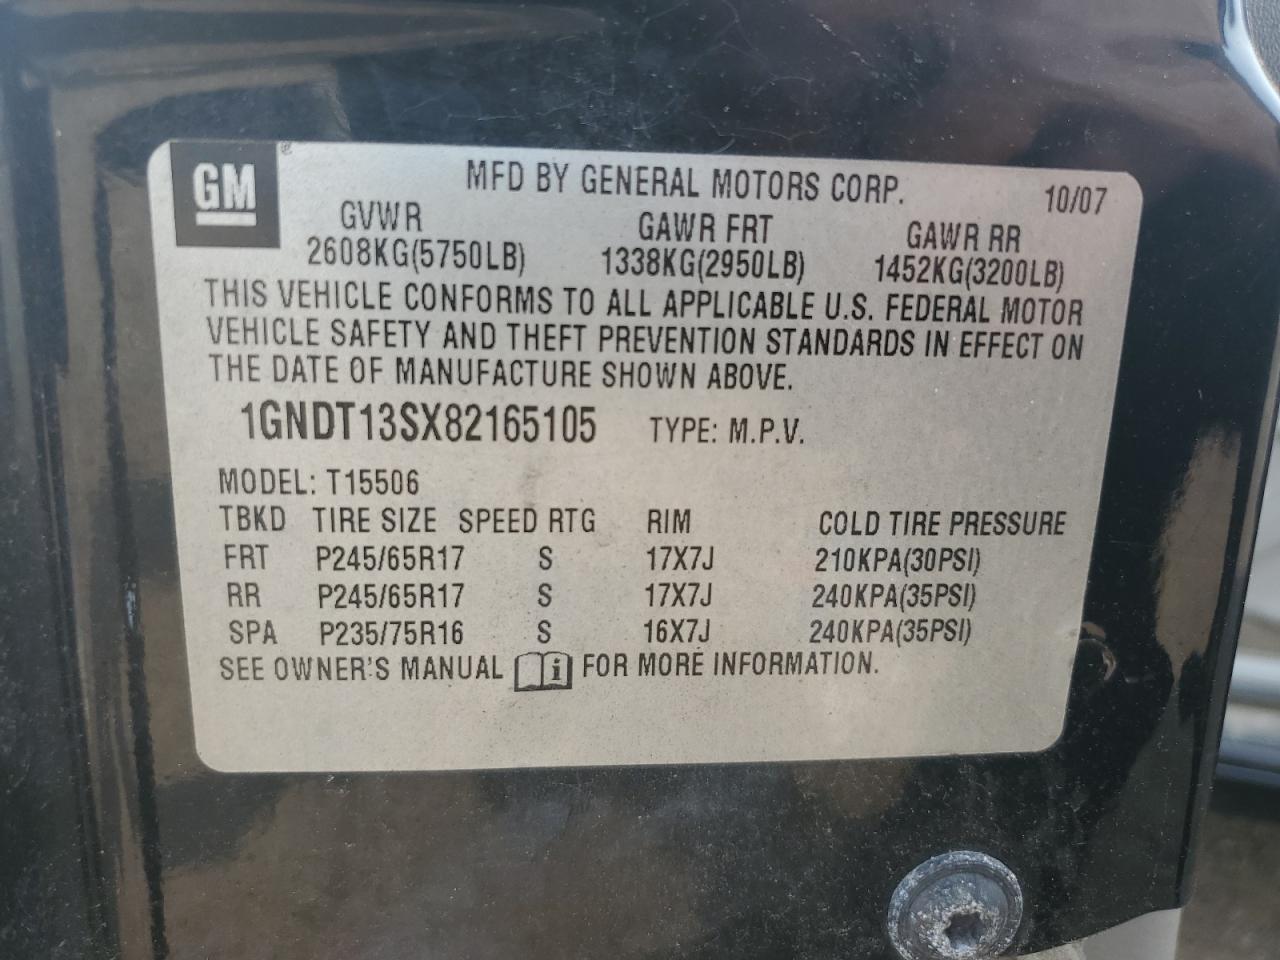 GM
®
MFD BY GENERAL MOTORS CORP. 10/07
GVWR GAWR FRT GAWR RR
2608KG(5750LB) 1338KG(2950LB) 1452KG(3200LB)
THIS VEHICLE CONFORMS TO ALL APPLICABLE U.S. FEDERAL MOTOR
VEHICLE SAFETY AND THEFT PREVENTION STANDARDS IN EFFECT ON
THE DATE OF MANUFACTURE SHOWN ABOVE.
1GNDT13SX82165105 TYPE: M.P.V.
MODEL: T15506
TBKD TIRE SIZE SPEED RTG RIM COLD TIRE PRESSURE
FRT P245/65R17 S 17X7J 210KPA(30PSI)
RR P245/65R17 S 17X7J 240KPA(35PSI)
SPA P235/75R16 S 16X7J 240KPA(35PSI)
SEE OWNER'S MANUAL i FOR MORE INFORMATION.